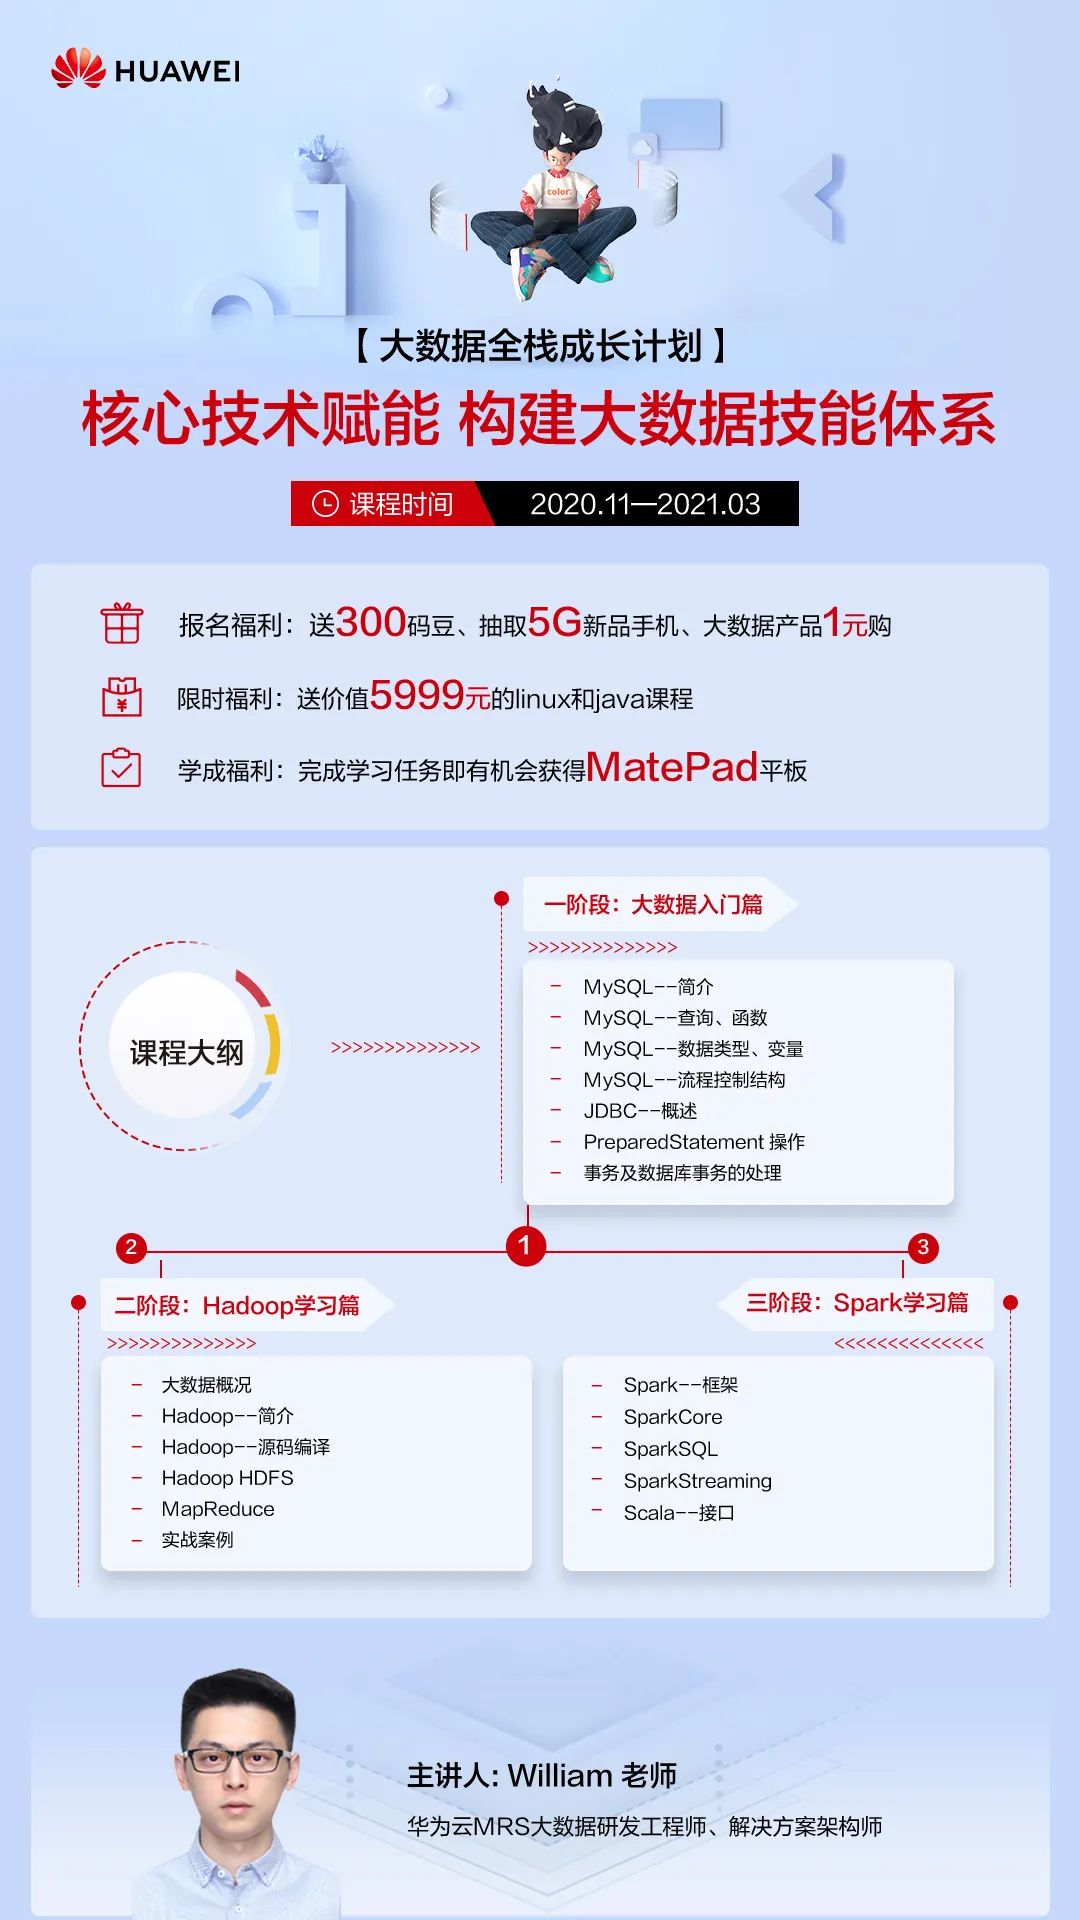 HUAWEI
color:
【大数据全栈成长计划】
核心技术赋能 构建大数据技能体系
课程时间 2020.11—2021.03
报名福利：送300码豆、抽取5G新品手机、大数据产品1元购
限时福利：送价值5999元的linux和java课程
学成福利：完成学习任务即有机会获得MatePad平板
课程大纲
>>>>>>>>>>>>>>
一阶段：大数据入门篇
>>>>>>>>>>>>>>
– MySQL--简介
– MySQL--查询、函数
– MySQL--数据类型、变量
– MySQL--流程控制结构
– JDBC--概述
– PreparedStatement 操作
– 事务及数据库事务的处理
2 1 3
二阶段：Hadoop学习篇
>>>>>>>>>>>>>>
– 大数据概况
– Hadoop--简介
– Hadoop--源码编译
– Hadoop HDFS
– MapReduce
– 实战案例
三阶段：Spark学习篇
<<<<<<<<<<<<<<
– Spark--框架
– SparkCore
– SparkSQL
– SparkStreaming
– Scala--接口
主讲人: William 老师
华为云MRS大数据研发工程师、解决方案架构师